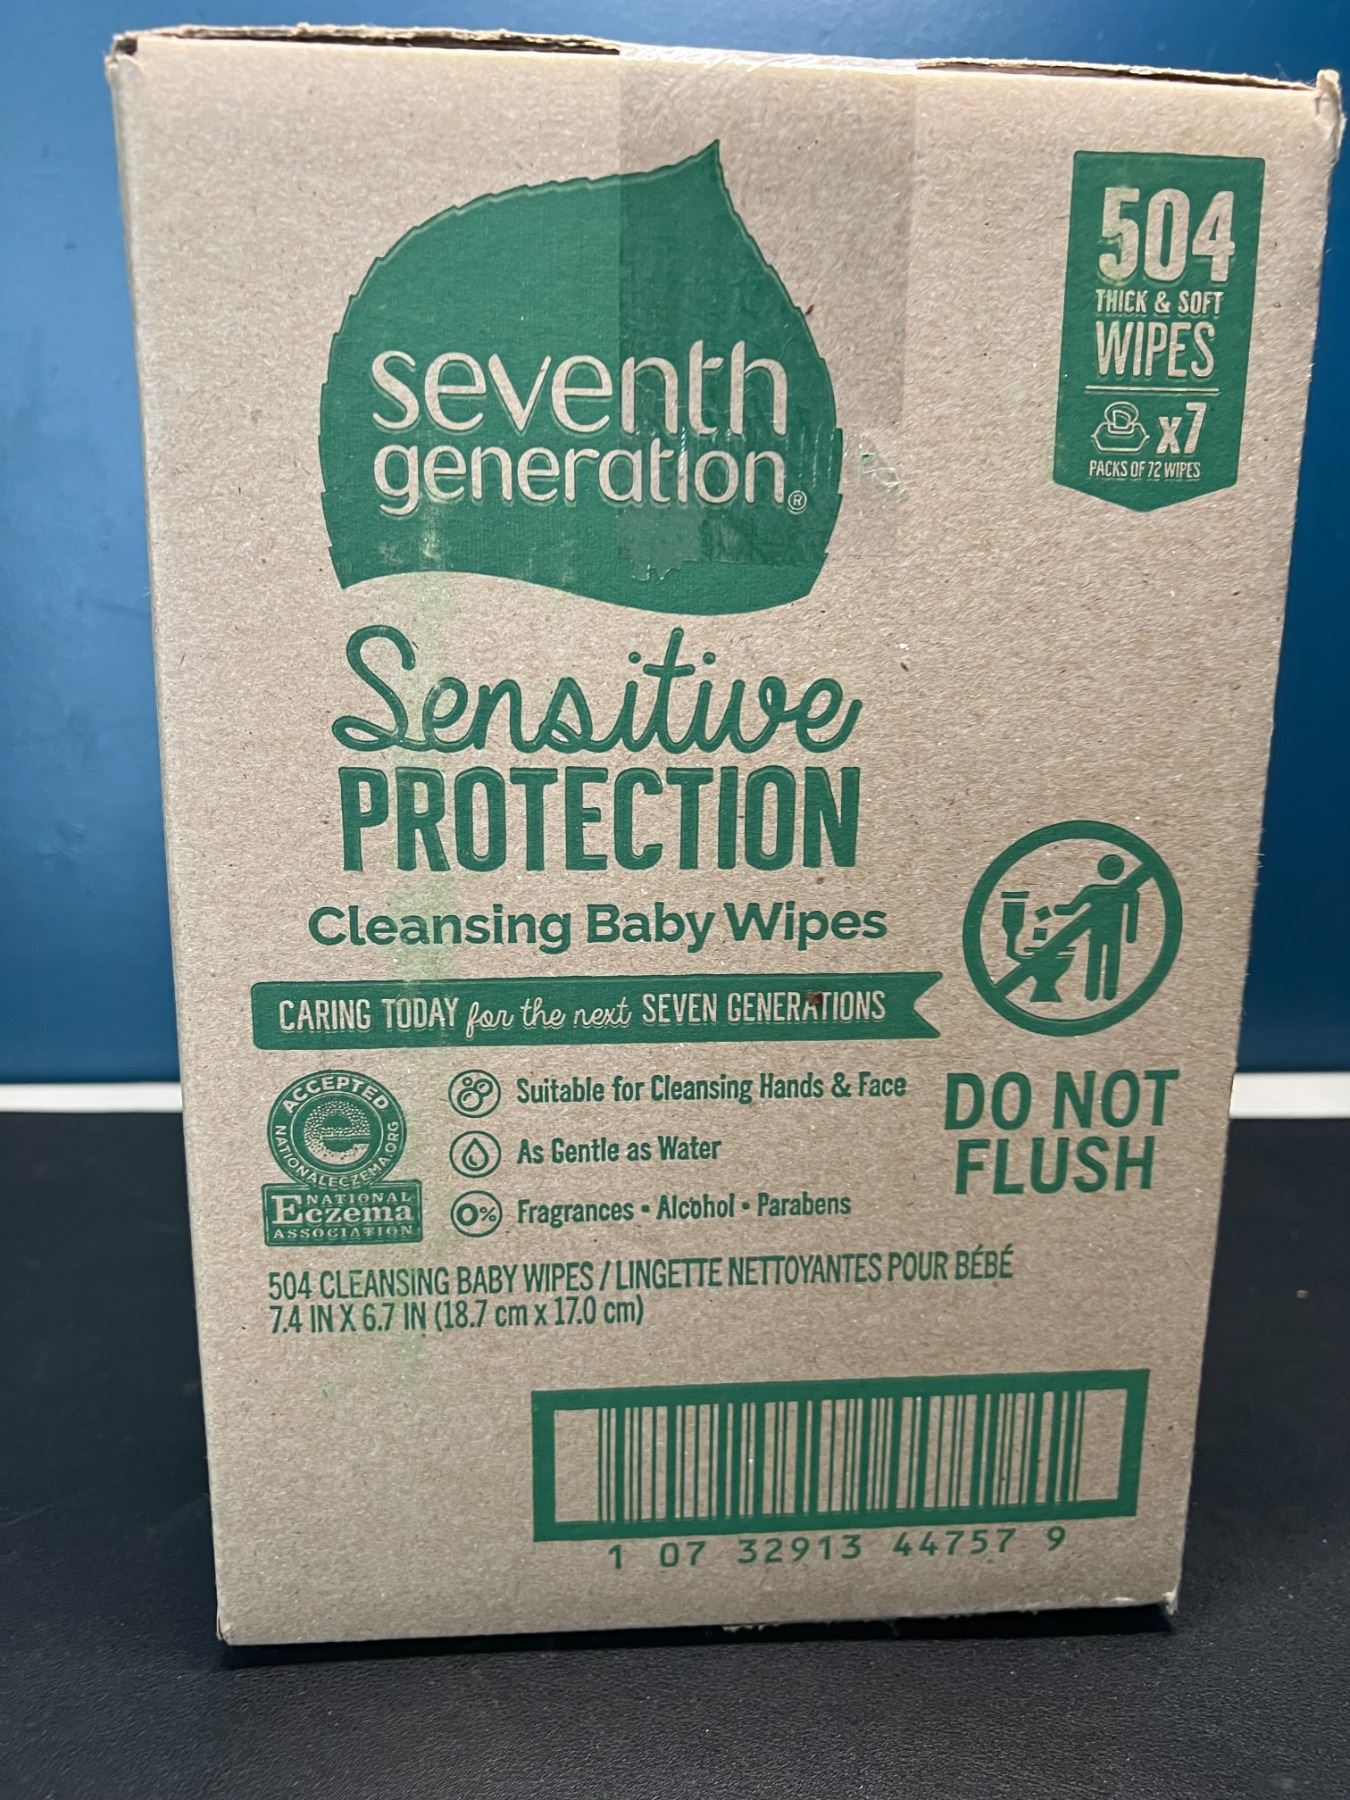 504
THICK & SOFT
WIPES
x7
PACKS OF 72 WIPES
seventh
generation®
Sensitive
PROTECTION
Cleansing Baby Wipes
CARING TODAY for the next SEVEN GENERATIONS
ACCEPTED
NATIONALECZEMA.ORG
e
NATIONAL
Eczema
ASSOCIATION
Suitable for Cleansing Hands & Face
As Gentle as Water
0% Fragrances • Alcohol • Parabens
DO NOT
FLUSH
504 CLEANSING BABY WIPES / LINGETTE NETTOYANTES POUR BÉBÉ
7.4 IN X 6.7 IN (18.7 cm x 17.0 cm)
1 07 32913 44757 9